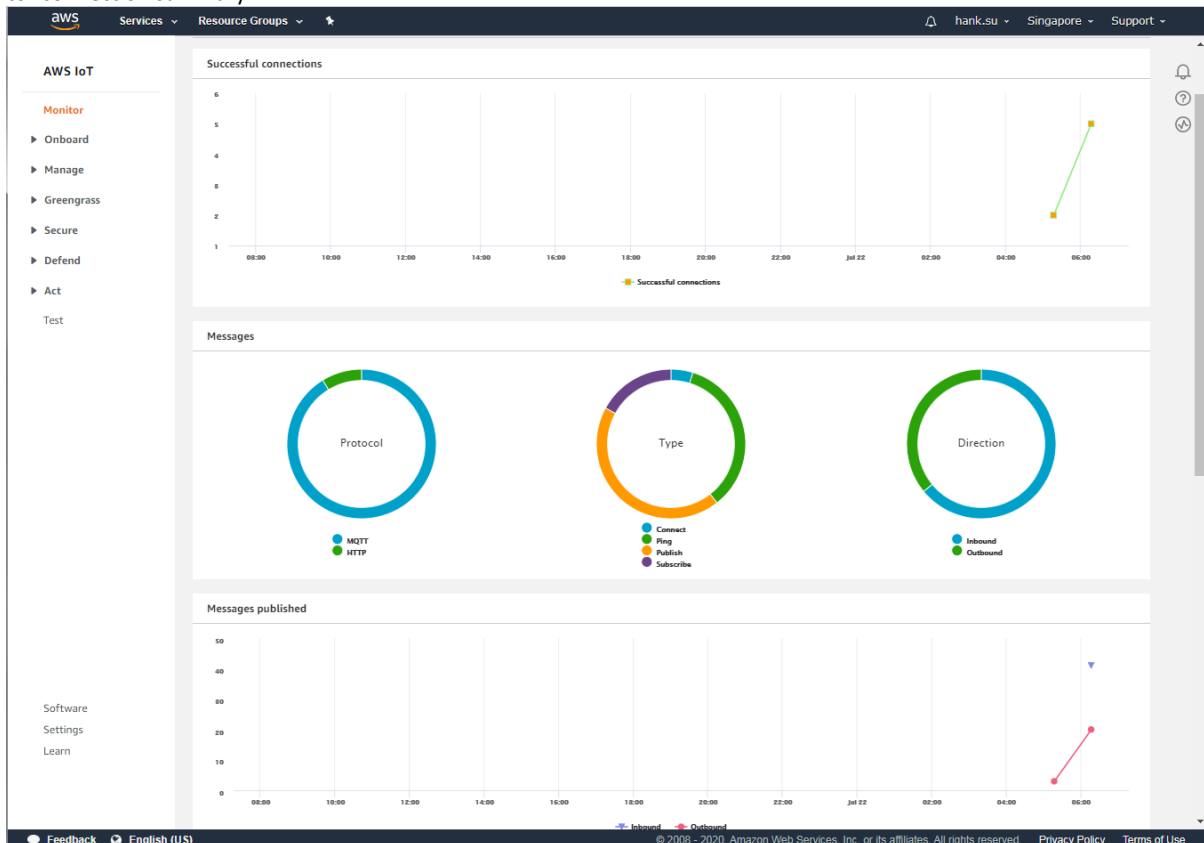 aws Services Resource Groups hank.su Singapore Support
AWS IoT
Monitor
Onboard
Manage
Greengrass
Secure
Defend
Act
Test
Software
Settings
Learn
Successful connections
6
5
4
3
2
1
08:00 10:00 12:00 14:00 16:00 18:00 20:00 22:00 Jul 22 02:00 04:00 06:00
Successful connections
Messages
Protocol
MQTT
HTTP
Type
Connect
Ping
Publish
Subscribe
Direction
Inbound
Outbound
Messages published
50
40
30
20
10
0
08:00 10:00 12:00 14:00 16:00 18:00 20:00 22:00 Jul 22 02:00 04:00 06:00
Inbound Outbound
Feedback English (US) © 2008 - 2020, Amazon Web Services, Inc. or its affiliates. All rights reserved. Privacy Policy Terms of Use